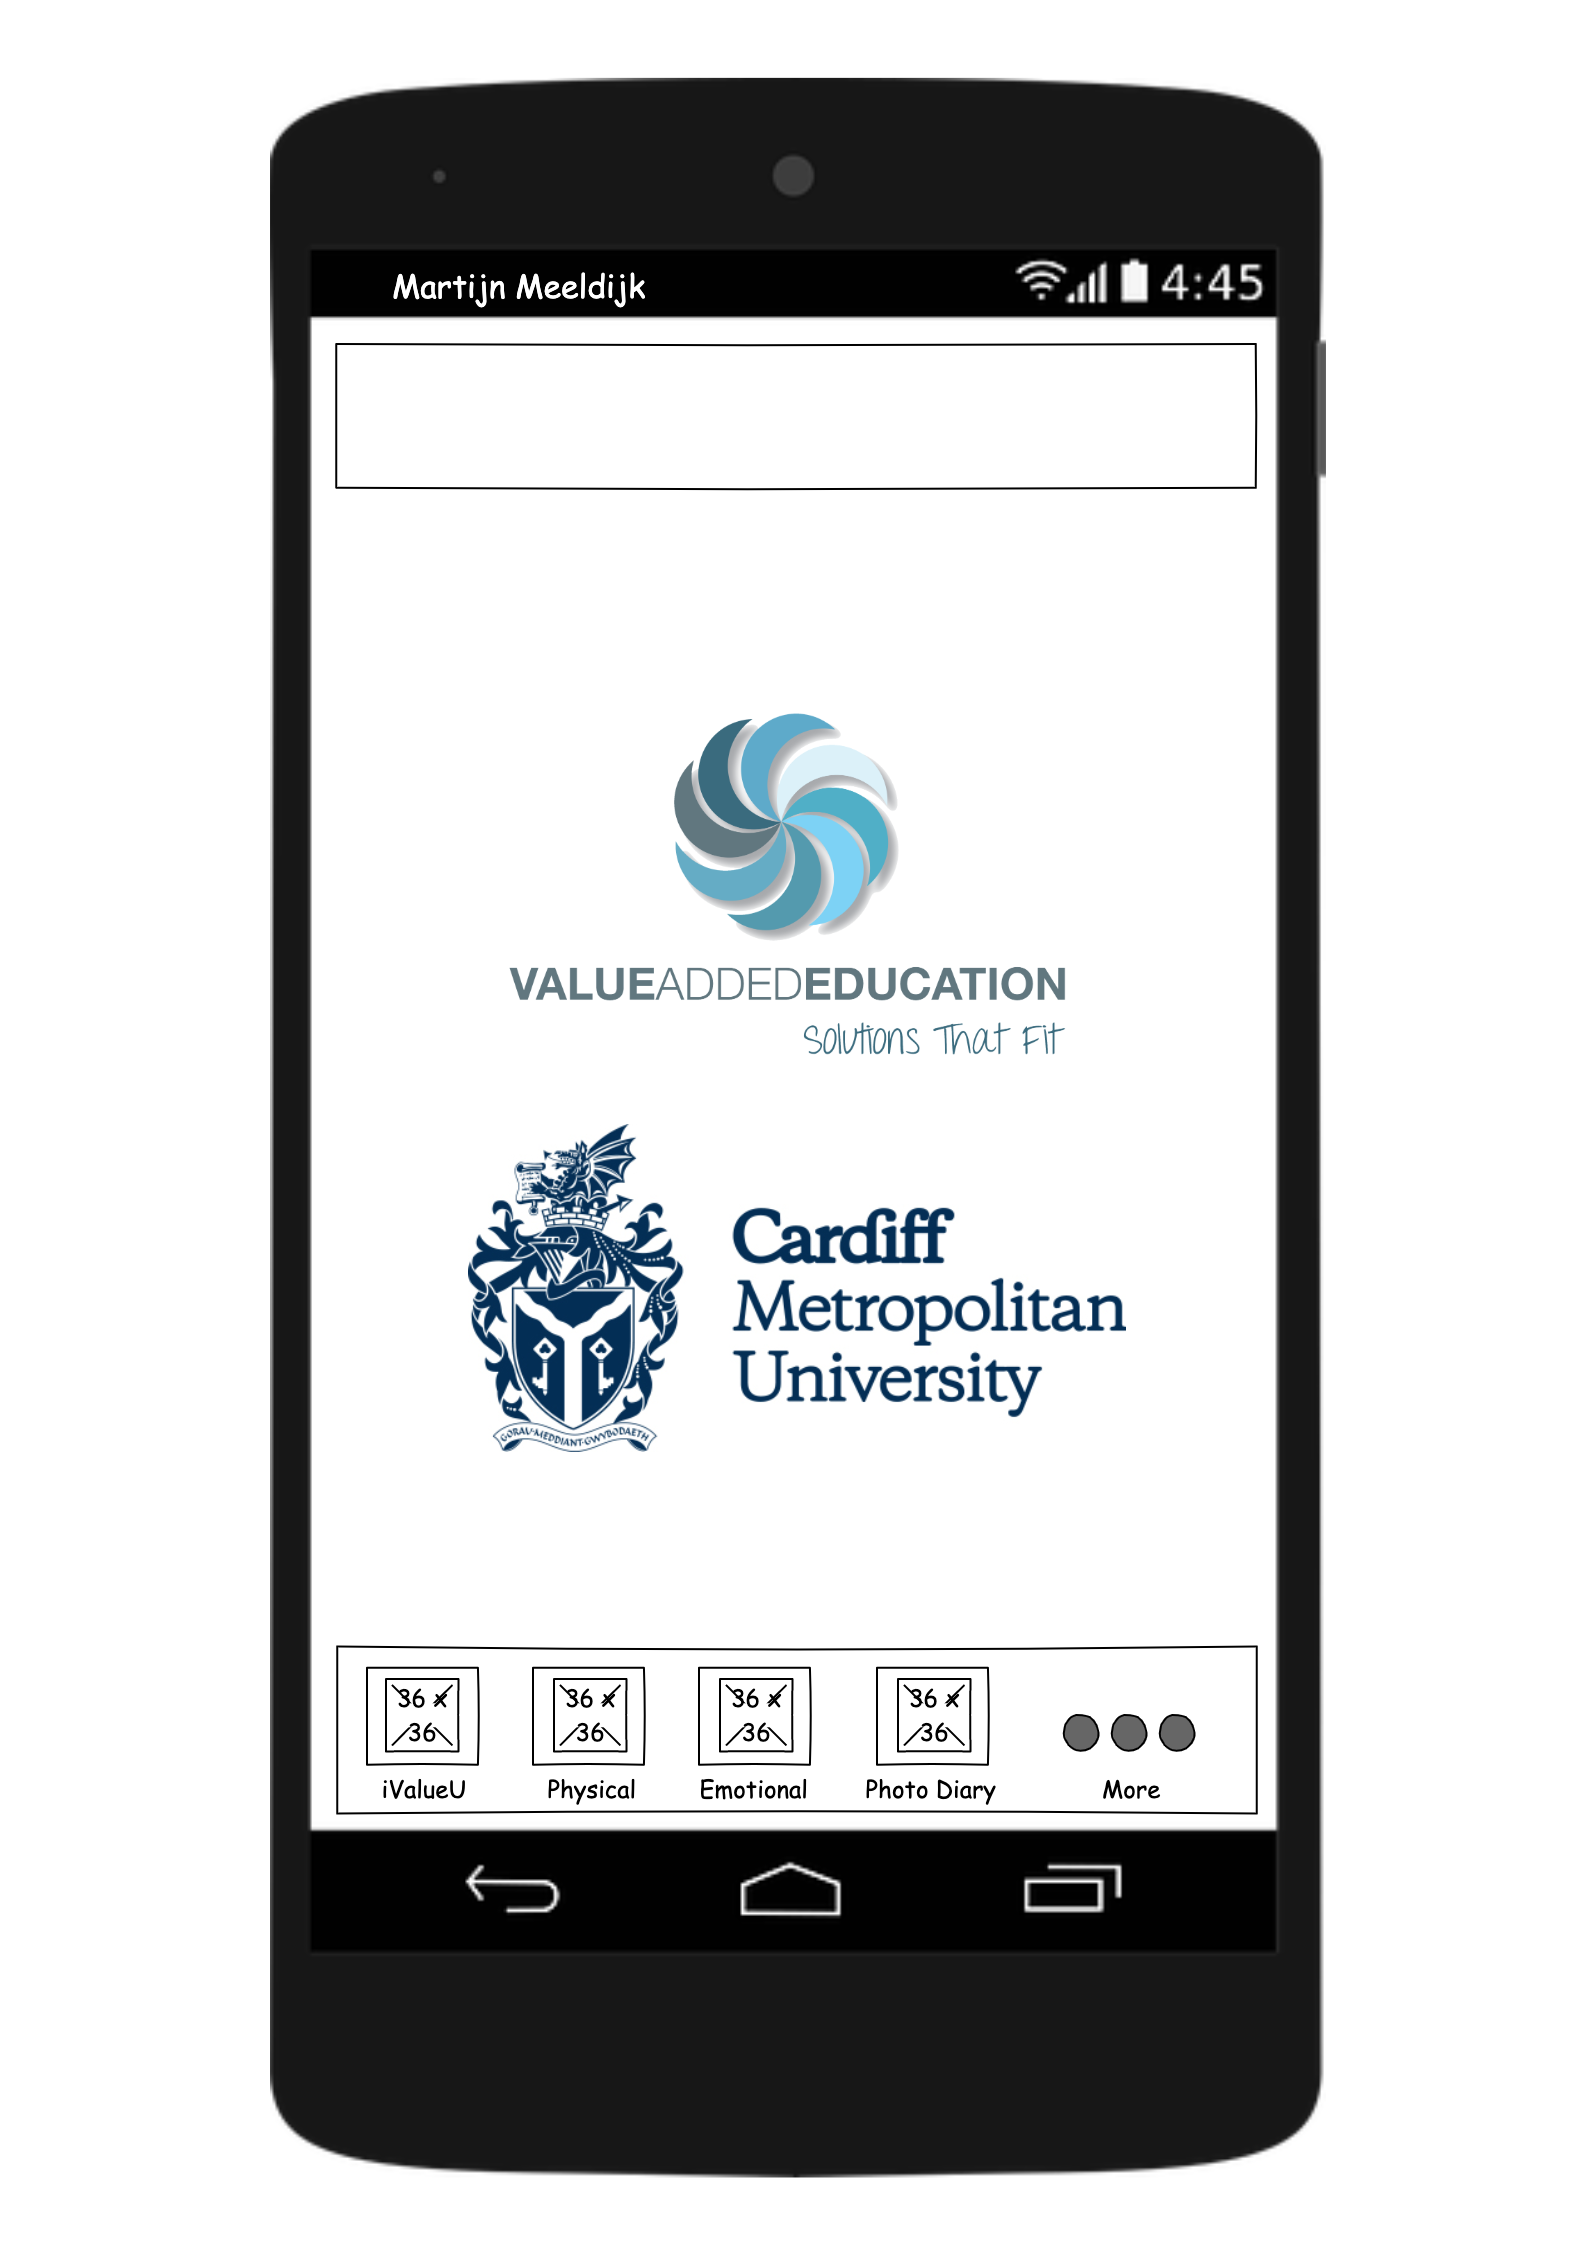 Martijn Meeldijk 4:45
VALUEADDEDEDUCATION
Solutions That Fit
Cardiff
Metropolitan
University
GORAU·MEDDIANT·GWYBODAETH
36 x 36 x 36 x 36 x
36 36 36 36
iValueU Physical Emotional Photo Diary More